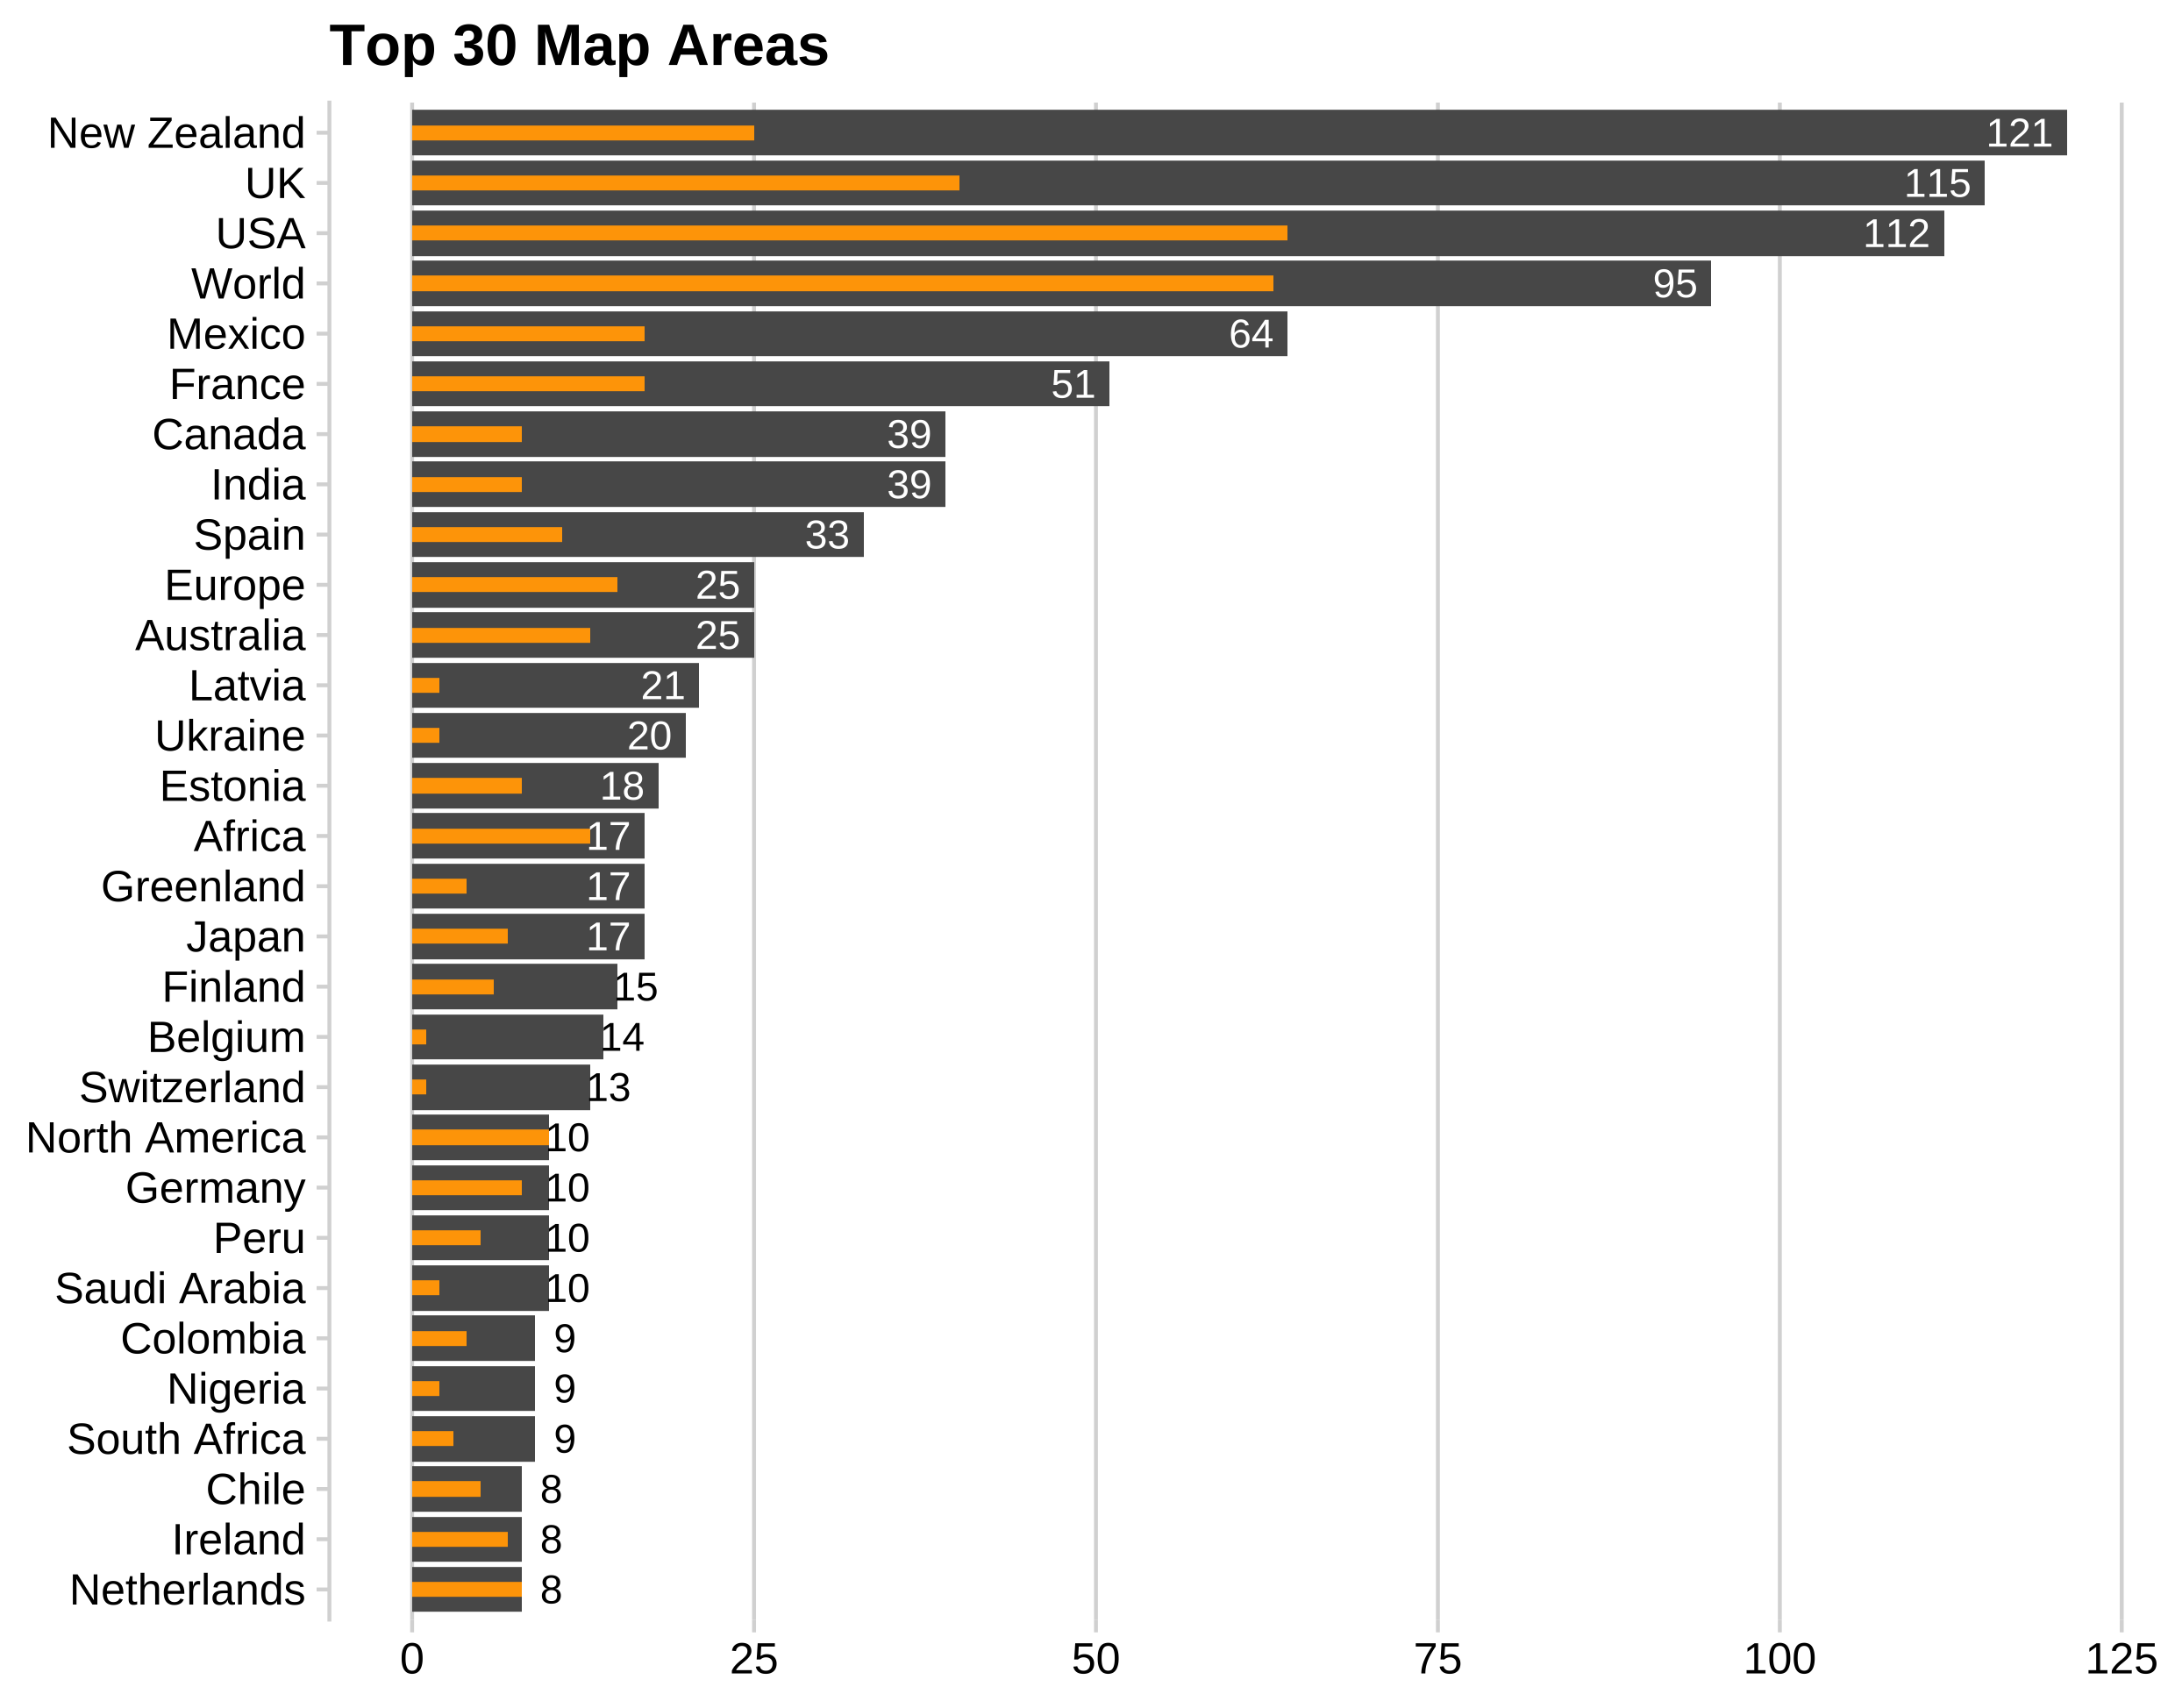 Top 30 Map Areas
New Zealand 121
UK 115
USA 112
World 95
Mexico 64
France 51
Canada 39
India 39
Spain 33
Europe 25
Australia 25
Latvia 21
Ukraine 20
Estonia 18
Africa 17
Greenland 17
Japan 17
Finland 15
Belgium 14
Switzerland 13
North America 10
Germany 10
Peru 10
Saudi Arabia 10
Colombia 9
Nigeria 9
South Africa 9
Chile 8
Ireland 8
Netherlands 8
0 25 50 75 100 125